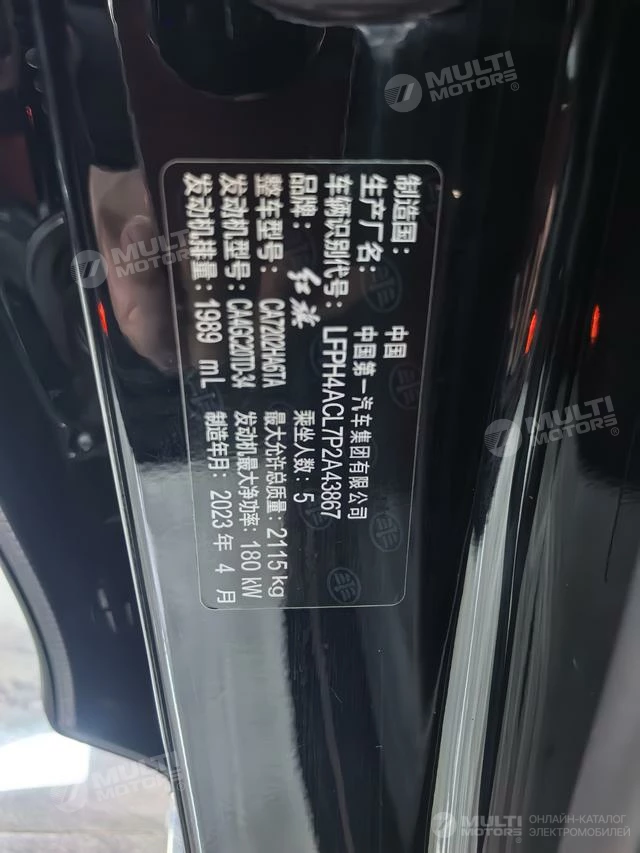 制造国: 中国
生产厂名: 中国第一汽车集团有限公司
车辆识别代号: LFPH4ACL7P2A43867
品牌: 红旗 乘坐人数: 5
整车型号: CA7202HA6TA 最大允许总质量: 2115 kg
发动机型号: CA4GC20TD-34 发动机最大净功率: 180 kW
发动机排量: 1989 mL 制造年月: 2023 年 4 月
MULTI MOTORS®
MULTI MOTORS®
MULTI MOTORS®
MULTI MOTORS
MULTI MOTORS® ОНЛАЙН-КАТАЛОГ ЭЛЕКТРОМОБИЛЕЙ